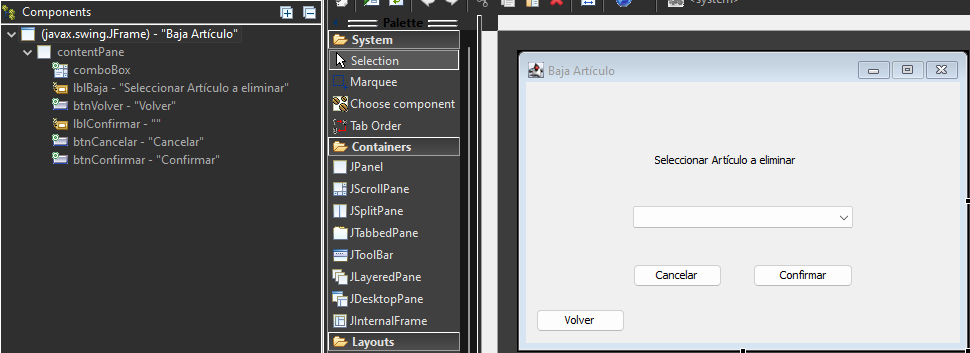 Components
(javax.swing.JFrame) - "Baja Artículo"
contentPane
comboBox
lblBaja - "Seleccionar Artículo a eliminar"
btnVolver - "Volver"
lblConfirmar - ""
btnCancelar - "Cancelar"
btnConfirmar - "Confirmar"
Palette
System
Selection
Marquee
Choose component
Tab Order
Containers
JPanel
JScrollPane
JSplitPane
JTabbedPane
JToolBar
JLayeredPane
JDesktopPane
JInternalFrame
Layouts
<system>
Baja Artículo
Seleccionar Artículo a eliminar
Cancelar
Confirmar
Volver